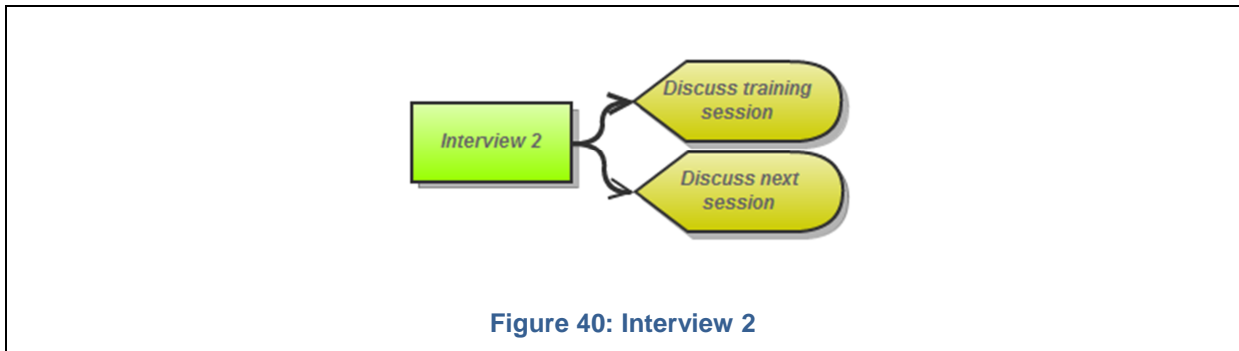 Discuss training
session
Interview 2
Discuss next
session
Figure 40: Interview 2